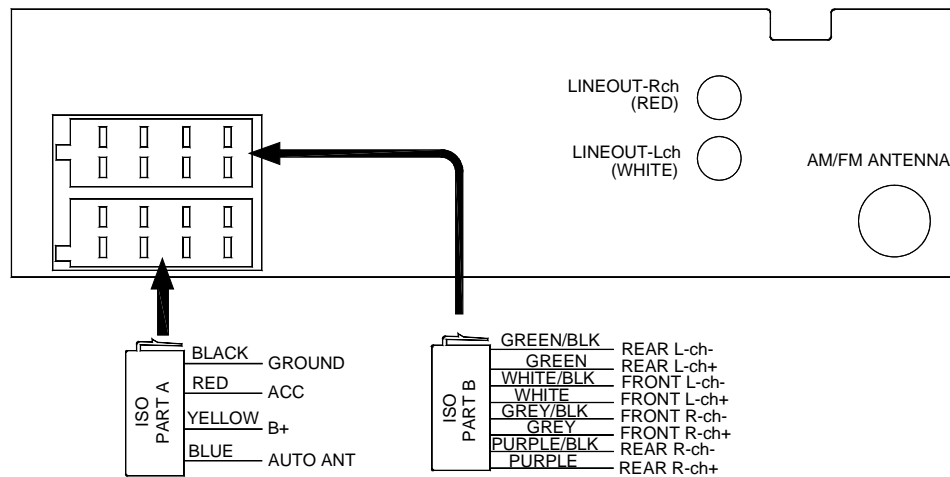 LINEOUT-Rch
(RED)
LINEOUT-Lch
(WHITE)
AM/FM ANTENNA
ISO
PART A
BLACK GROUND
RED ACC
YELLOW B+
BLUE AUTO ANT
ISO
PART B
GREEN/BLK REAR L-ch-
GREEN REAR L-ch+
WHITE/BLK FRONT L-ch-
WHITE FRONT L-ch+
GREY/BLK FRONT R-ch-
GREY FRONT R-ch+
PURPLE/BLK REAR R-ch-
PURPLE REAR R-ch+